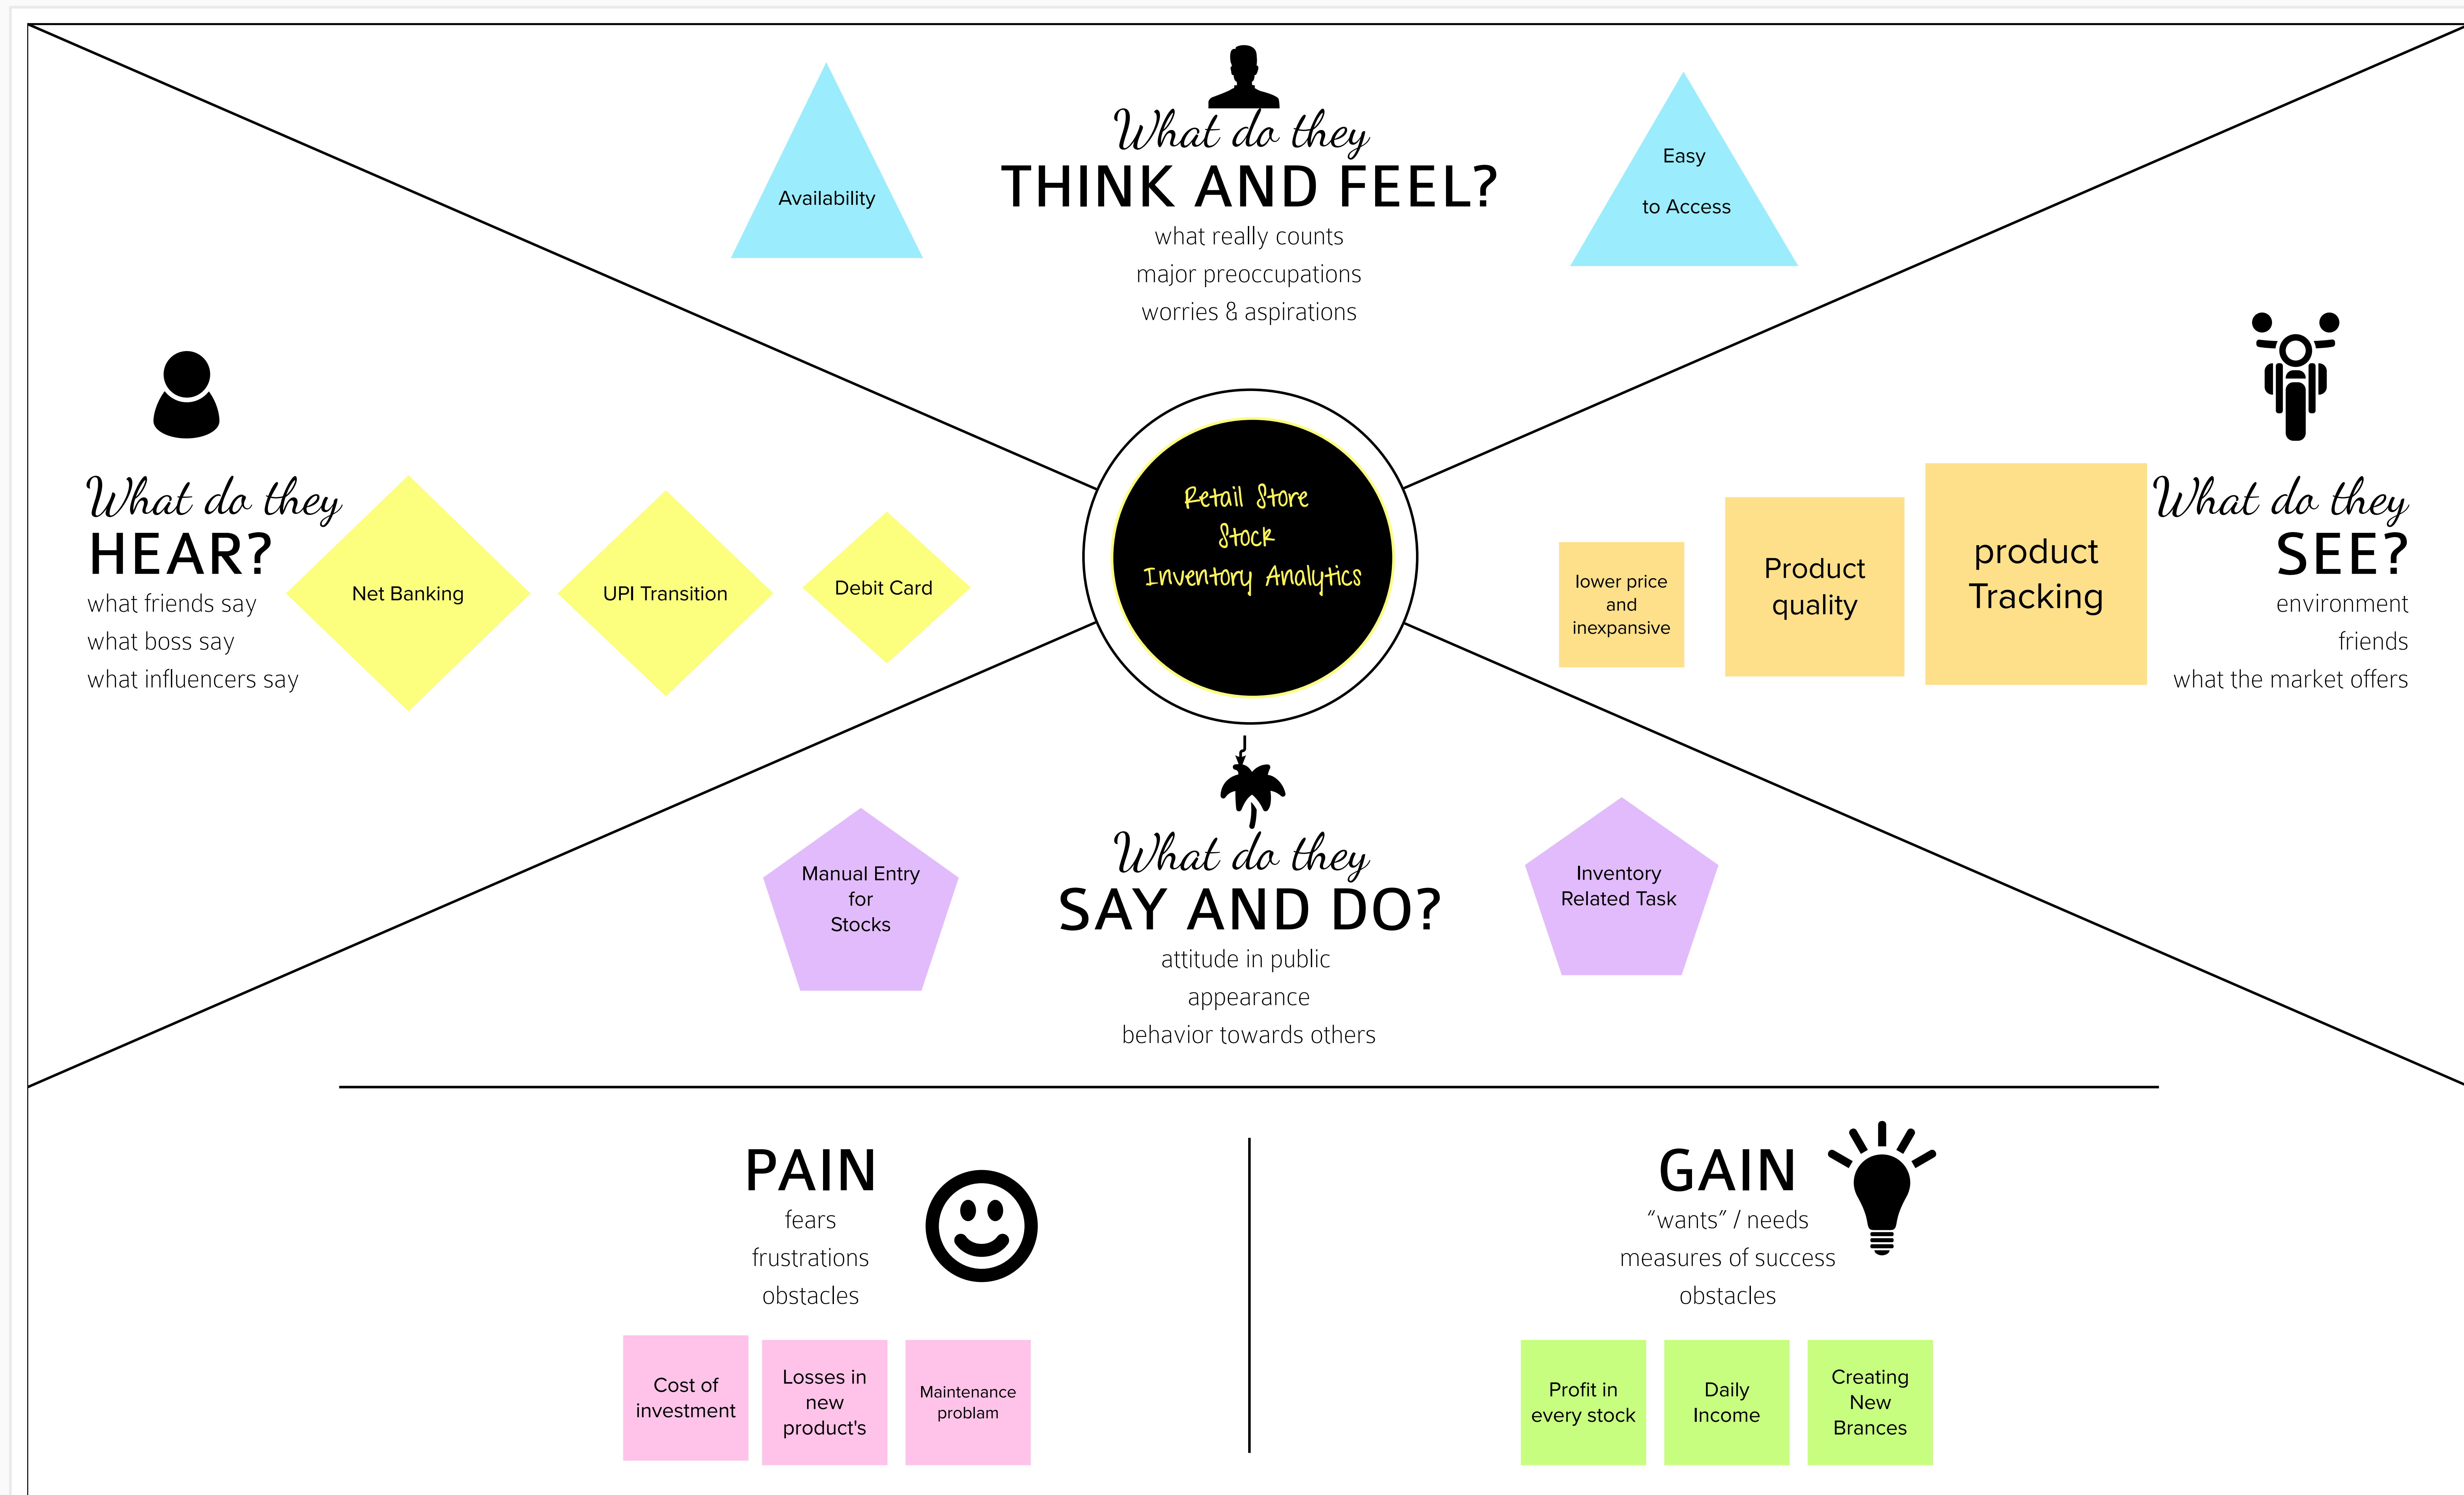 What do they
THINK AND FEEL?
what really counts
major preoccupations
worries & aspirations
Availability
Easy
to Access
What do they
HEAR?
what friends say
what boss say
what influencers say
Net Banking
UPI Transition
Debit Card
Retail Store
Stock
Inventory Analytics
lower price
and
inexpansive
Product
quality
product
Tracking
What do they
SEE?
environment
friends
what the market offers
Manual Entry
for
Stocks
What do they
SAY AND DO?
attitude in public
appearance
behavior towards others
Inventory
Related Task
PAIN
fears
frustrations
obstacles
Cost of
investment
Losses in
new
product's
Maintenance
problam
GAIN
“wants” / needs
measures of success
obstacles
Profit in
every stock
Daily
Income
Creating
New
Brances